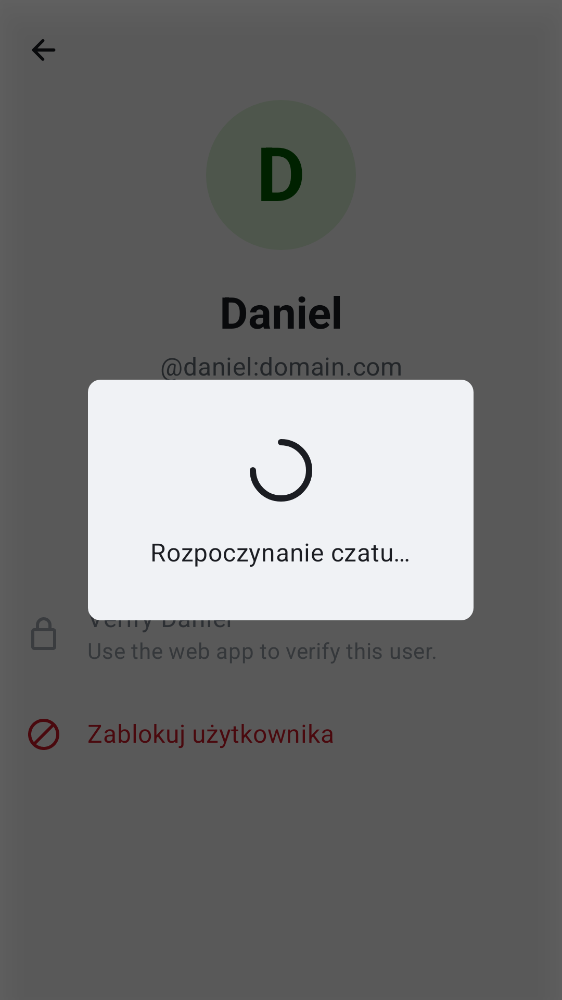 D
Daniel
@daniel:domain.com
Rozpoczynanie czatu…
Verify Daniel
Use the web app to verify this user.
Zablokuj użytkownika